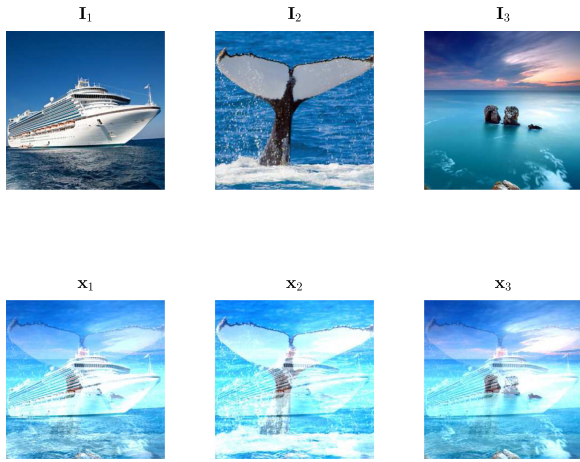 I₁ I₂ I₃
x₁ x₂ x₃